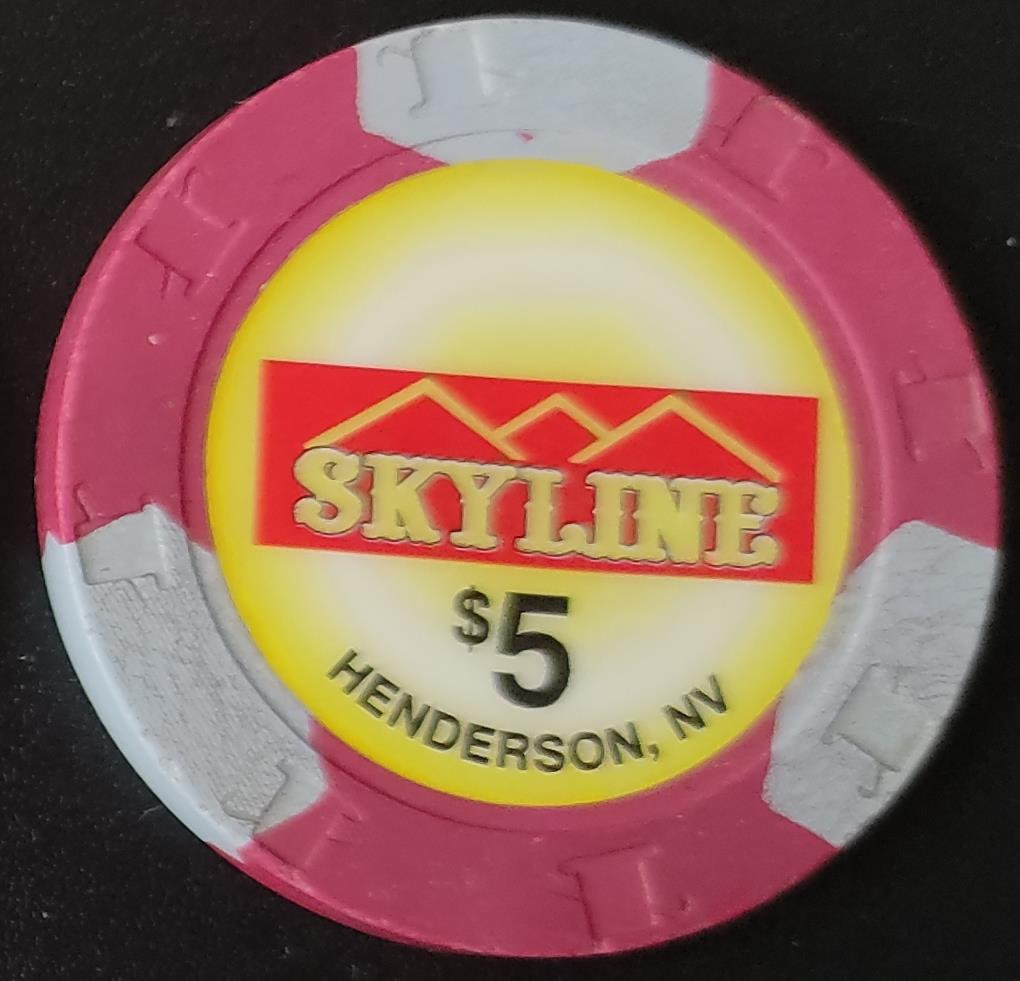 SKYLINE
$5
HENDERSON, NV